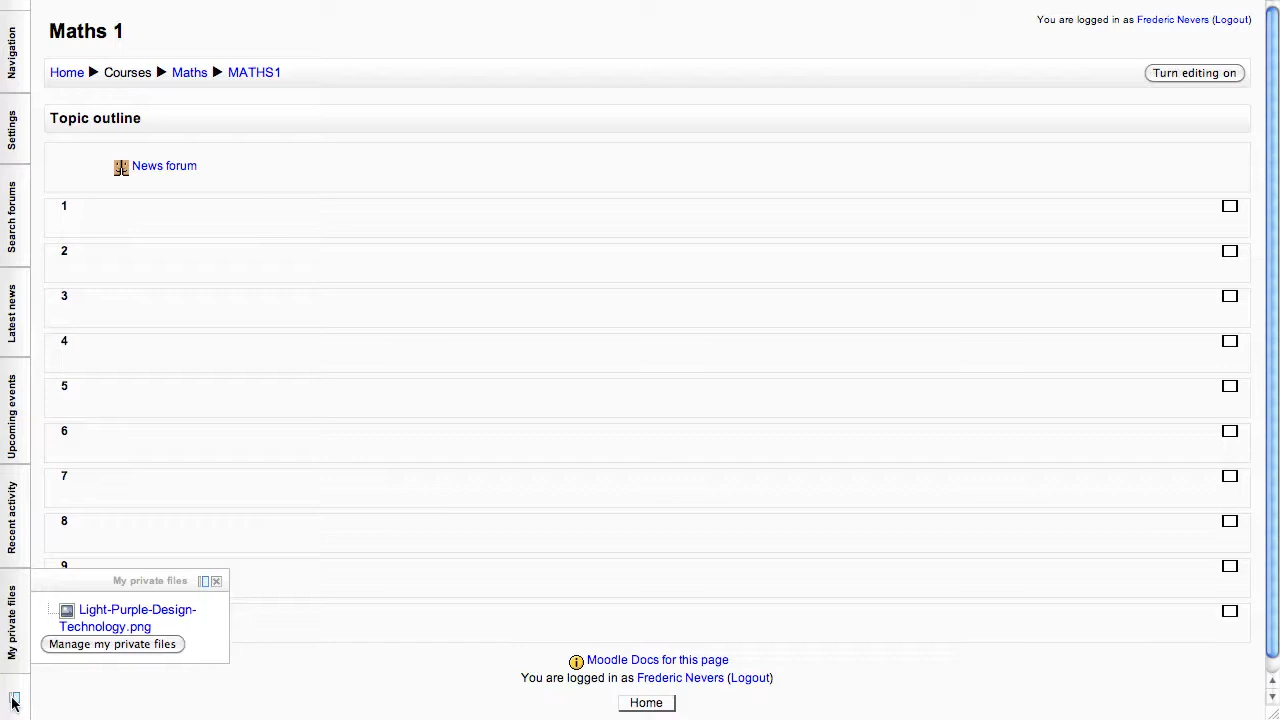 Maths 1
You are logged in as Frederic Nevers (Logout)
Home ► Courses ► Maths ► MATHS1
Turn editing on
Topic outline
News forum
1
2
3
4
5
6
7
8
9
Navigation
Settings
Search forums
Latest news
Upcoming events
Recent activity
My private files
My private files
Light-Purple-Design-
Technology.png
Manage my private files
Moodle Docs for this page
You are logged in as Frederic Nevers (Logout)
Home